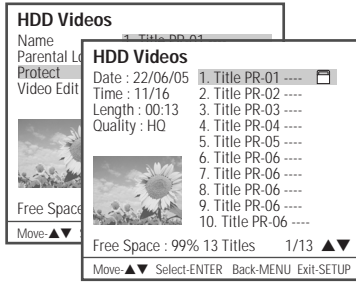 HDD Videos
Name 1. Title PR-01
Parental Lo
Protect
Video Edit
Free Space
Move-▲▼
HDD Videos
Date : 22/06/05 1. Title PR-01 ----
Time : 11/16 2. Title PR-02 ----
Length : 00:13 3. Title PR-03 ----
Quality : HQ 4. Title PR-04 ----
5. Title PR-05 ----
6. Title PR-06 ----
7. Title PR-06 ----
8. Title PR-06 ----
9. Title PR-06 ----
10. Title PR-06 ----
Free Space : 99% 13 Titles 1/13 ▲▼
Move-▲▼ Select-ENTER Back-MENU Exit-SETUP